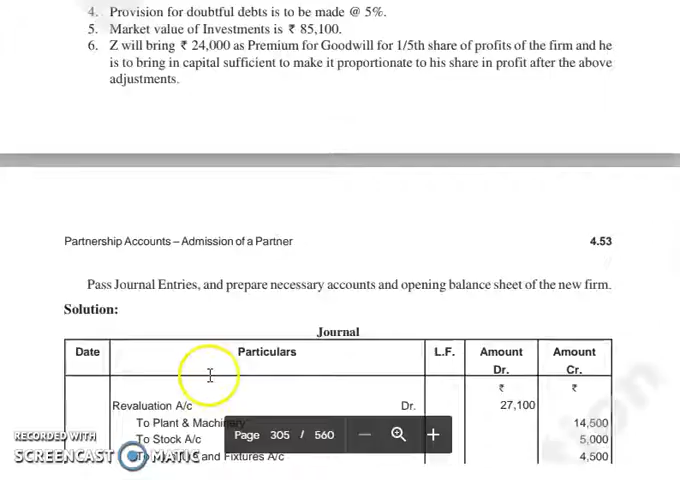 4. Provision for doubtful debts is to be made @ 5%.
5. Market value of Investments is ₹ 85,100.
6. Z will bring ₹ 24,000 as Premium for Goodwill for 1/5th share of profits of the firm and he
is to bring in capital sufficient to make it proportionate to his share in profit after the above
adjustments.
Partnership Accounts – Admission of a Partner 4.53
Pass Journal Entries, and prepare necessary accounts and opening balance sheet of the new firm.
Solution:
Journal
Date Particulars L.F. Amount Amount
Dr. Cr.
₹ ₹
Revaluation A/c Dr. 27,100
To Plant & Machinery 14,500
To Stock A/c 5,000
and Fixtures A/c 4,500
Page 305 / 560
RECORDED WITH
SCREENCAST MATIC